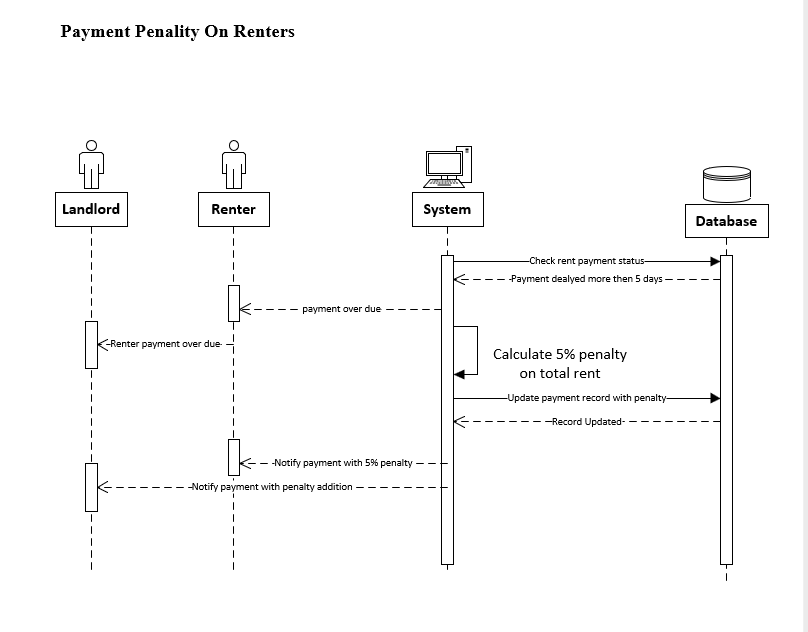 Payment Penality On Renters
Landlord
Renter
System
Database
Check rent payment status
Payment dealyed more then 5 days
payment over due
Renter payment over due
Calculate 5% penalty
on total rent
Update payment record with penalty
Record Updated
Notify payment with 5% penalty
Notify payment with penalty addition